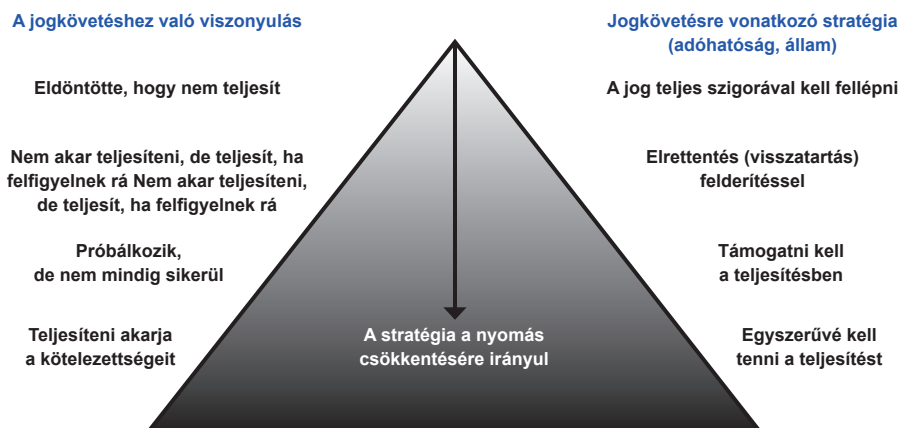 A jogkövetéshez való viszonyulás
Eldöntötte, hogy nem teljesít
Nem akar teljesíteni, de teljesít, ha
felfigyelnek rá Nem akar teljesíteni,
de teljesít, ha felfigyelnek rá
Próbálkozik,
de nem mindig sikerül
Teljesíteni akarja
a kötelezettségeit
A stratégia a nyomás
csökkentésére irányul
Jogkövetésre vonatkozó stratégia
(adóhatóság, állam)
A jog teljes szigorával kell fellépni
Elrettentés (visszatartás)
felderítéssel
Támogatni kell
a teljesítésben
Egyszerűvé kell
tenni a teljesítést